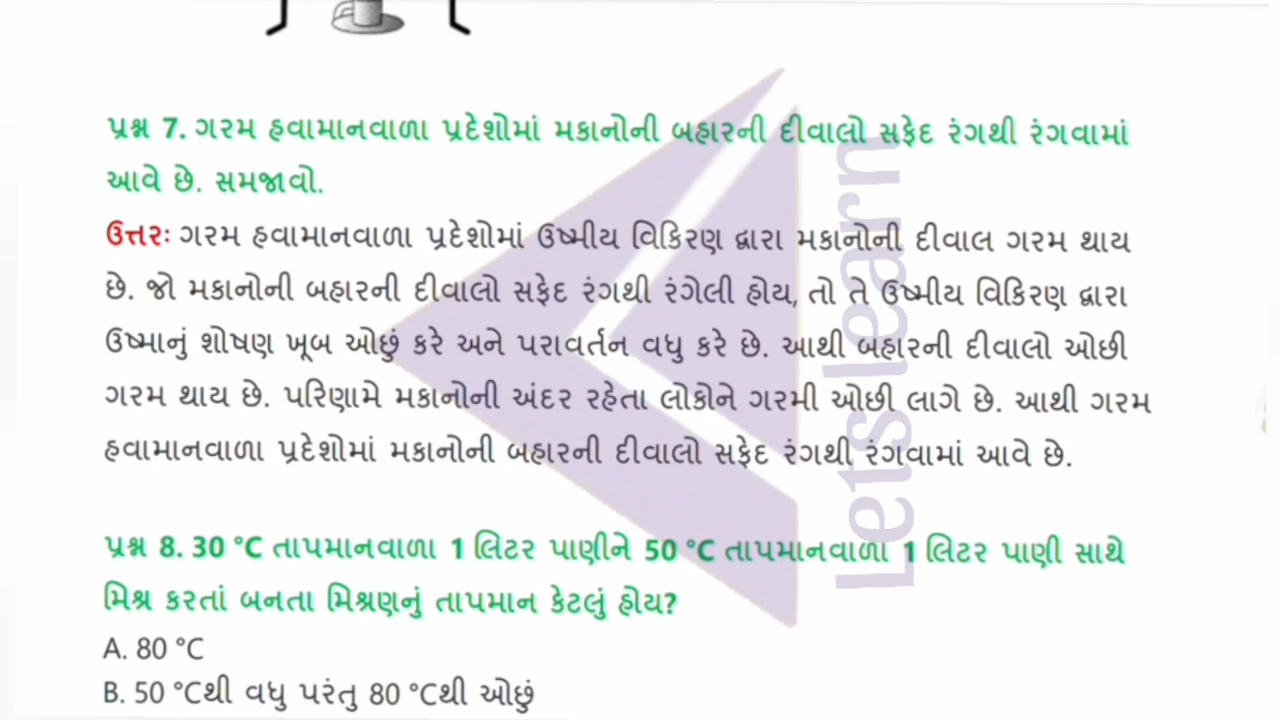 પ્રશ્ન 7. ગરમ હવામાનવાળા પ્રદેશોમાં મકાનોની બહારની દીવાલો સફેદ રંગથી રંગવામાં
આવે છે. સમજાવો.
ઉત્તરઃ ગરમ હવામાનવાળા પ્રદેશોમાં ઉષ્મીય વિકિરણ દ્વારા મકાનોની દીવાલ ગરમ થાય
છે. જો મકાનોની બહારની દીવાલો સફેદ રંગથી રંગેલી હોય, તો તે ઉષ્મીય વિકિરણ દ્વારા
ઉષ્માનું શોષણ ખૂબ ઓછું કરે અને પરાવર્તન વધુ કરે છે. આથી બહારની દીવાલો ઓછી
ગરમ થાય છે. પરિણામે મકાનોની અંદર રહેતા લોકોને ગરમી ઓછી લાગે છે. આથી ગરમ
હવામાનવાળા પ્રદેશોમાં મકાનોની બહારની દીવાલો સફેદ રંગથી રંગવામાં આવે છે.
પ્રશ્ન 8. 30 °C તાપમાનવાળા 1 લિટર પાણીને 50 °C તાપમાનવાળા 1 લિટર પાણી સાથે
મિશ્ર કરતાં બનતા મિશ્રણનું તાપમાન કેટલું હોય?
A. 80 °C
B. 50 °Cથી વધુ પરંતુ 80 °Cથી ઓછું
Letslearn